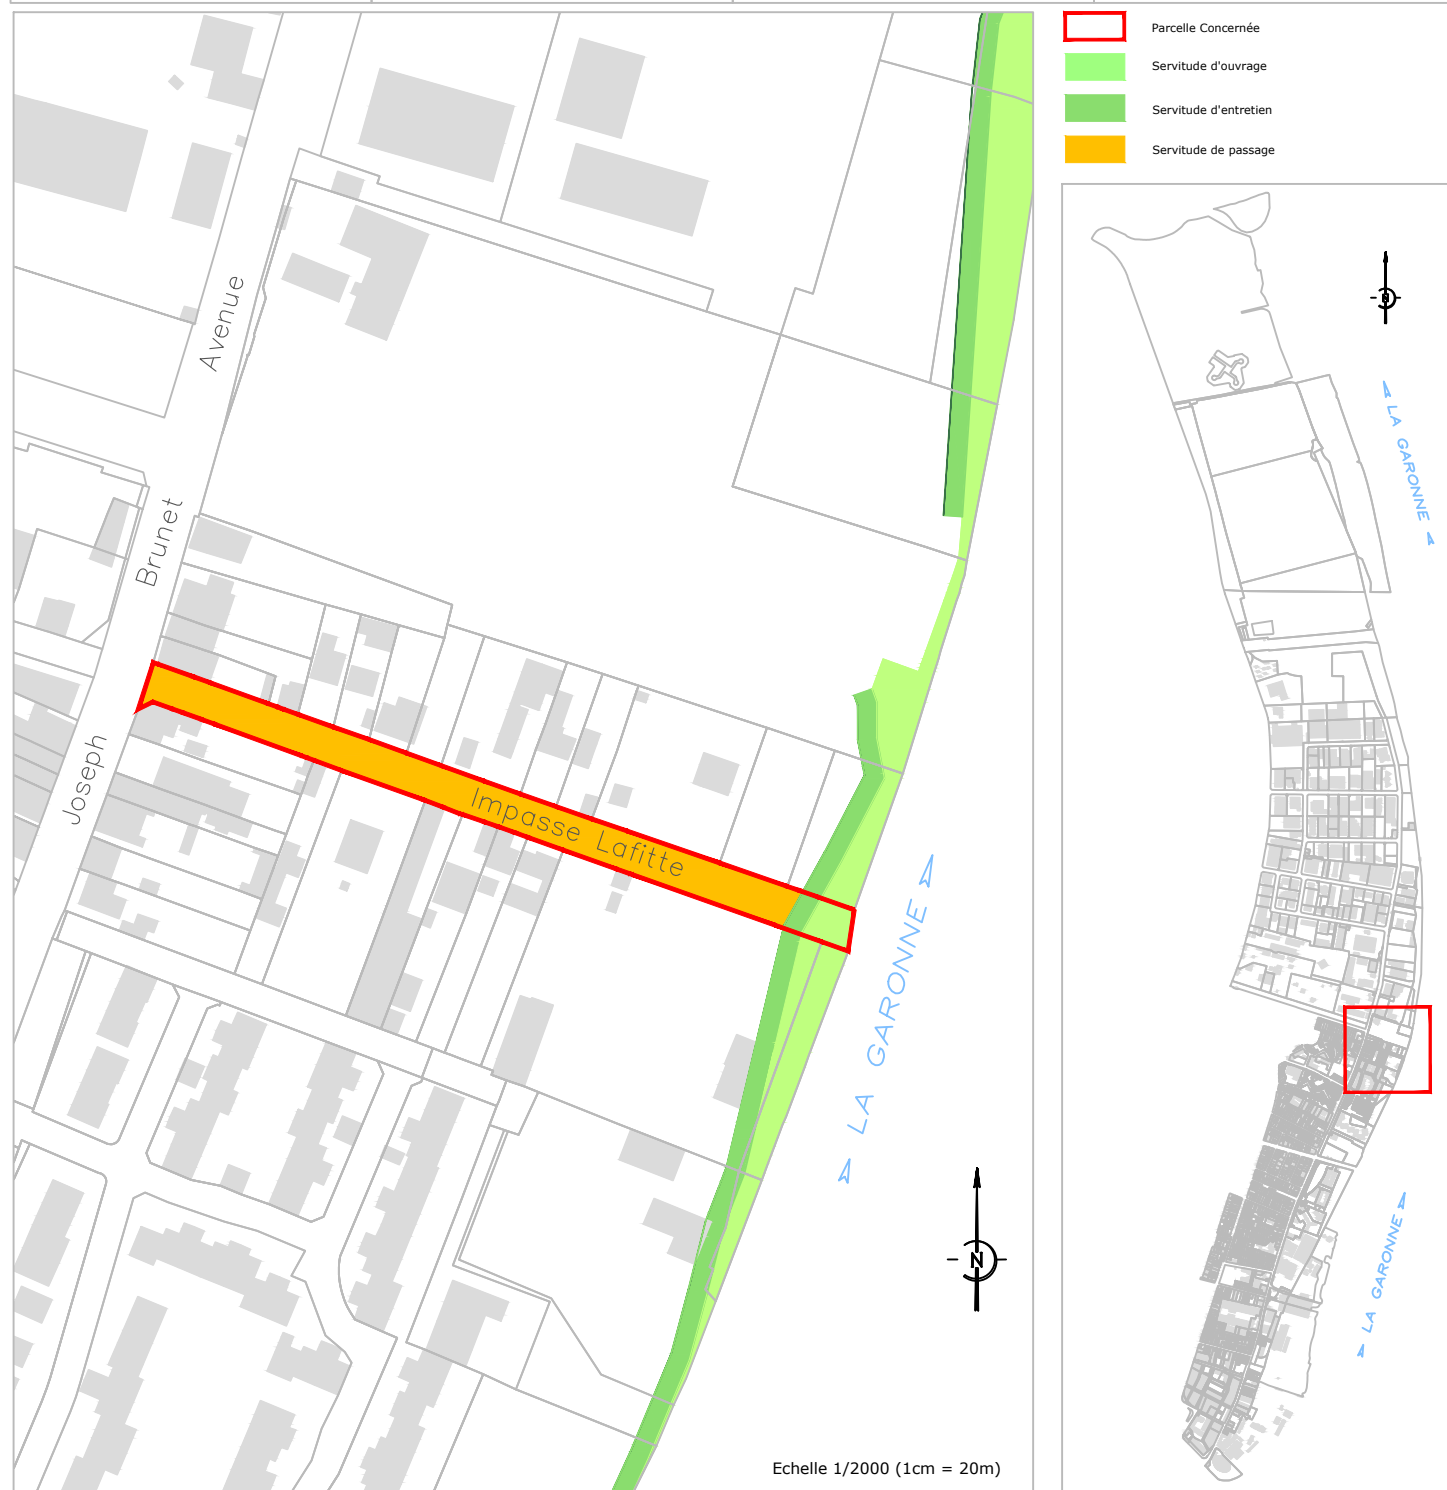 Parcelle Concernée
Servitude d'ouvrage
Servitude d'entretien
Servitude de passage
Avenue
Brunet
Joseph
Impasse Lafitte
LA GARONNE
N
Echelle 1/2000 (1cm = 20m)
N
LA GARONNE
LA GARONNE